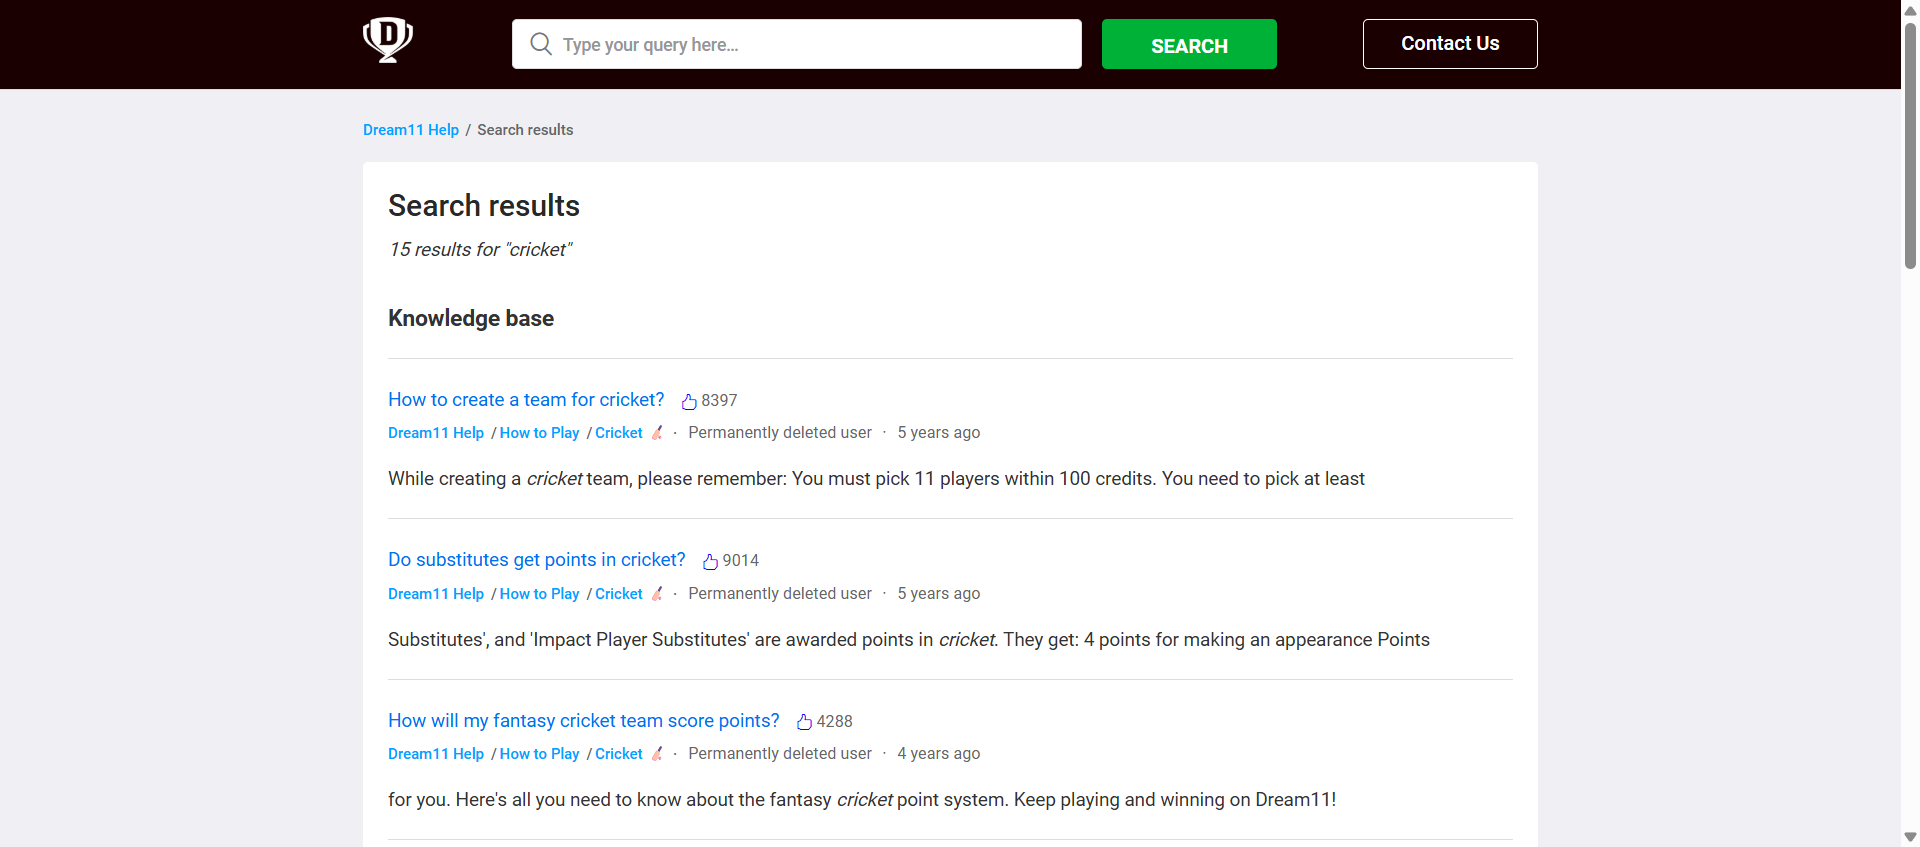 D
Type your query here...
SEARCH
Contact Us
Dream11 Help / Search results
Search results
15 results for "cricket"
Knowledge base
How to create a team for cricket? 8397
Dream11 Help / How to Play / Cricket 🏏 · Permanently deleted user · 5 years ago
While creating a cricket team, please remember: You must pick 11 players within 100 credits. You need to pick at least
Do substitutes get points in cricket? 9014
Dream11 Help / How to Play / Cricket 🏏 · Permanently deleted user · 5 years ago
Substitutes', and 'Impact Player Substitutes' are awarded points in cricket. They get: 4 points for making an appearance Points
How will my fantasy cricket team score points? 4288
Dream11 Help / How to Play / Cricket 🏏 · Permanently deleted user · 4 years ago
for you. Here's all you need to know about the fantasy cricket point system. Keep playing and winning on Dream11!